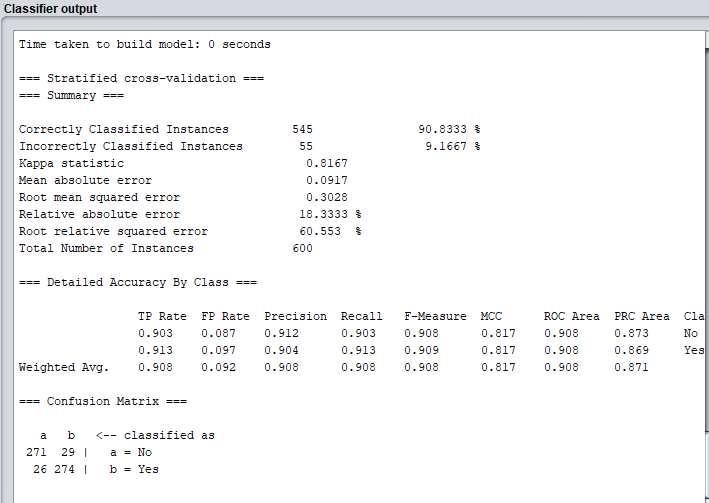 Classifier output
Time taken to build model: 0 seconds
=== Stratified cross-validation ===
=== Summary ===
Correctly Classified Instances 545 90.8333 %
Incorrectly Classified Instances 55 9.1667 %
Kappa statistic 0.8167
Mean absolute error 0.0917
Root mean squared error 0.3028
Relative absolute error 18.3333 %
Root relative squared error 60.553 %
Total Number of Instances 600
=== Detailed Accuracy By Class ===
TP Rate FP Rate Precision Recall F-Measure MCC ROC Area PRC Area Cla
0.903 0.087 0.912 0.903 0.908 0.817 0.908 0.873 No
0.913 0.097 0.904 0.913 0.909 0.817 0.908 0.869 Yes
Weighted Avg. 0.908 0.092 0.908 0.908 0.908 0.817 0.908 0.871
=== Confusion Matrix ===
a b <-- classified as
271 29 | a = No
26 274 | b = Yes